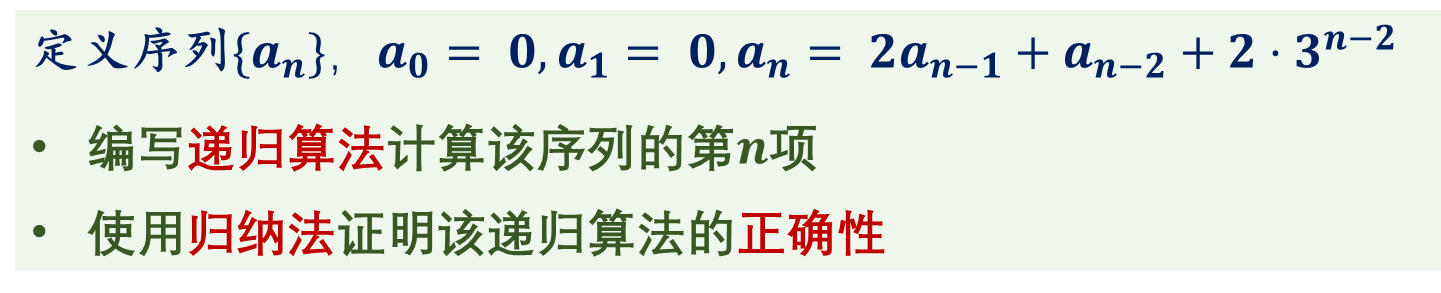 定义序列{aₙ}, a₀ = 0, a₁ = 0, aₙ = 2aₙ₋₁ + aₙ₋₂ + 2 · 3ⁿ⁻²
• 编写递归算法计算该序列的第n项
• 使用归纳法证明该递归算法的正确性